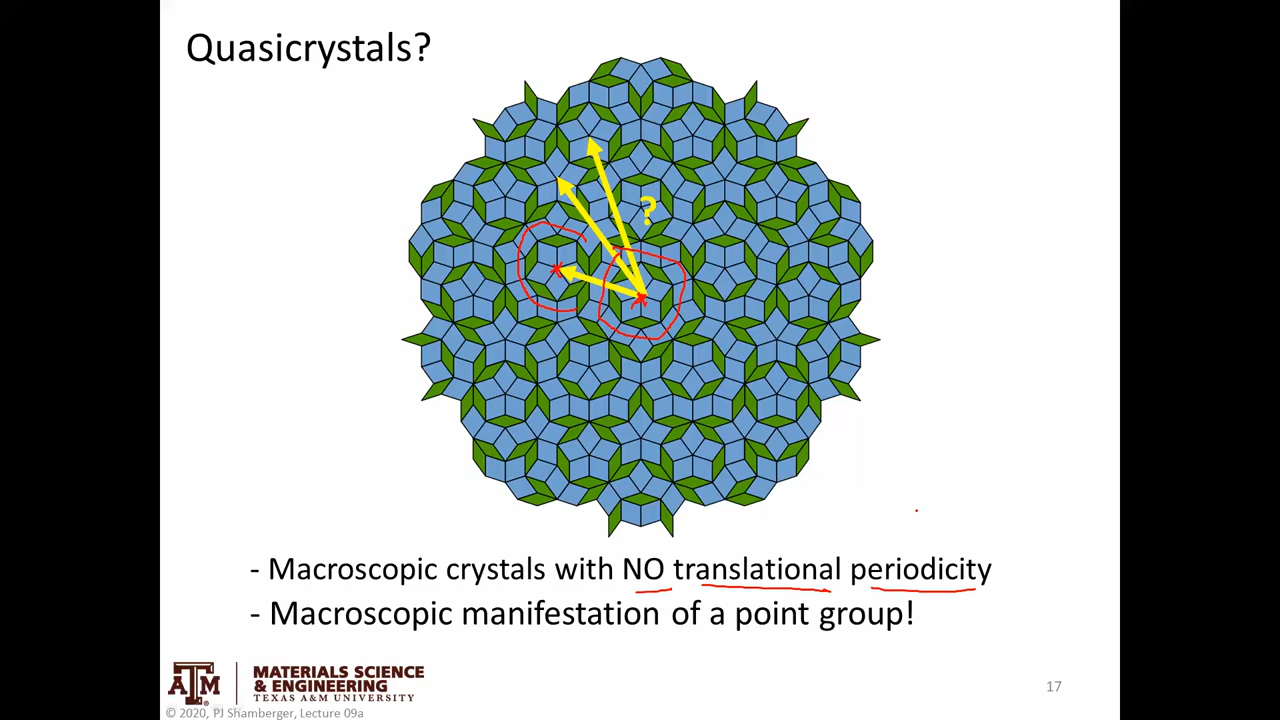 Quasicrystals?
?
- Macroscopic crystals with NO translational periodicity
- Macroscopic manifestation of a point group!
ATM
MATERIALS SCIENCE
& ENGINEERING
TEXAS A&M UNIVERSITY
17
© 2020, PJ Shamberger, Lecture 09a